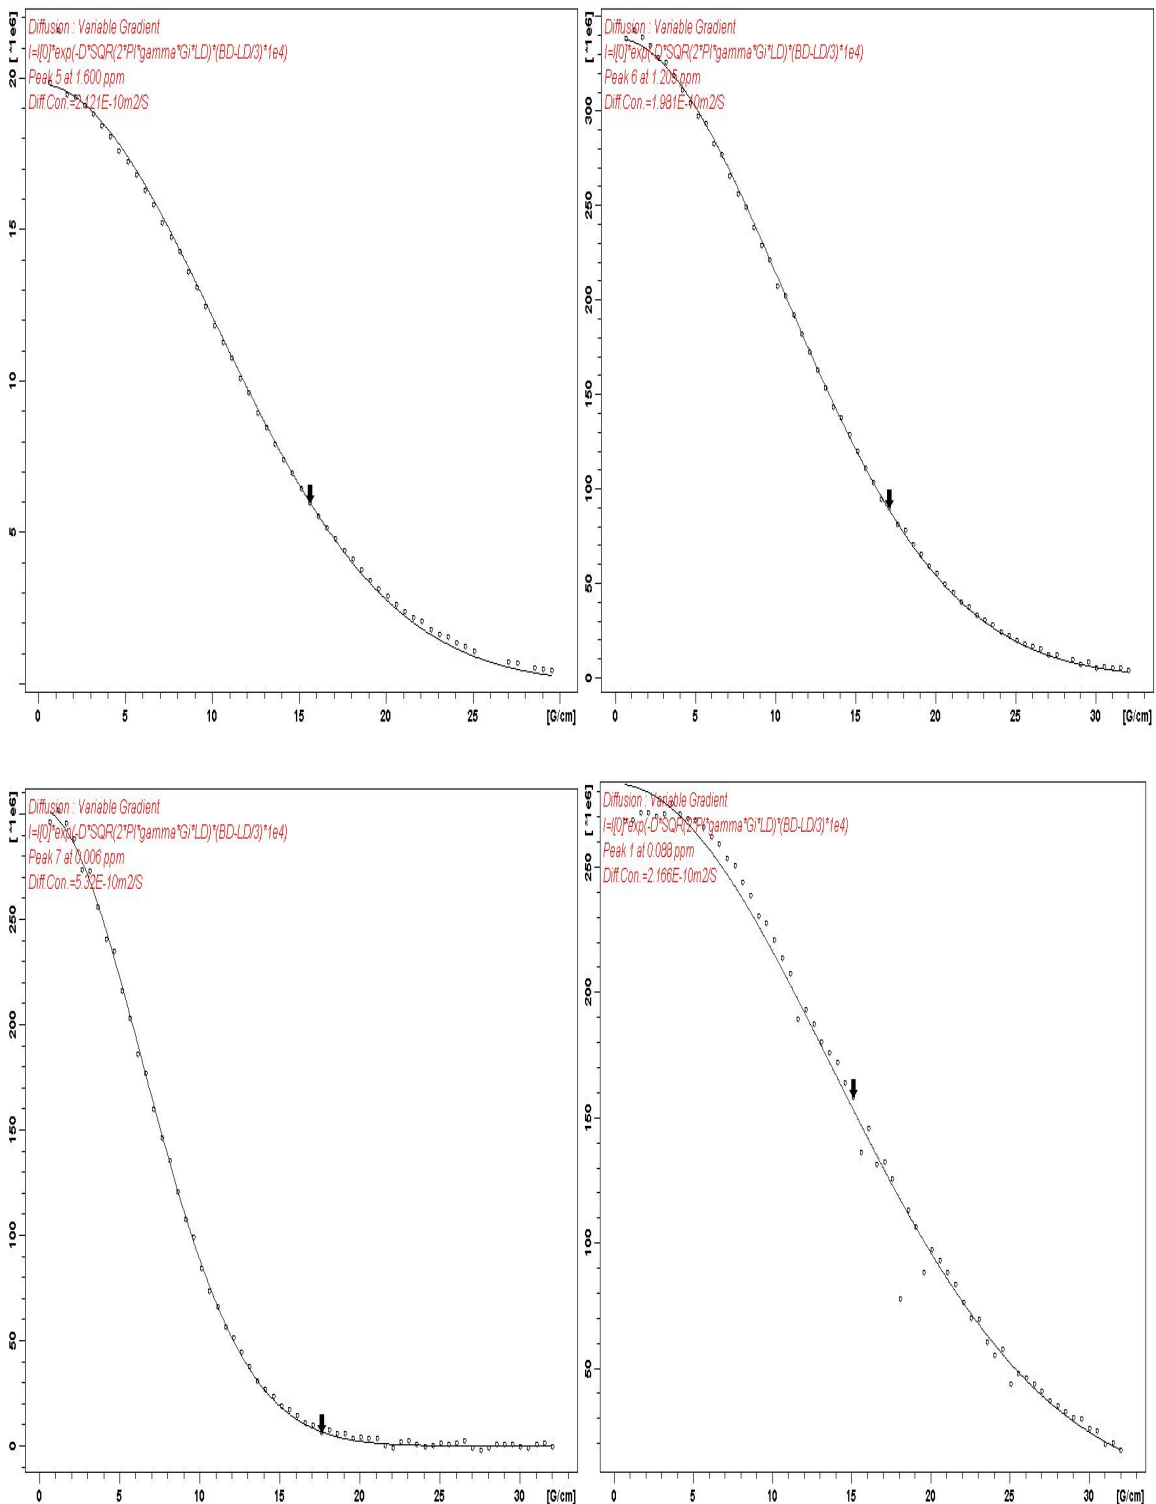 [ *1e6]
Diffusion : Variable Gradient
I=I[0]*exp(-D*SQR(2*PI*gamma*Gi*LD)*(BD-LD/3)*1e4)
Peak 5 at 1.600 ppm
Diff.Con.=2.121E-10m2/S
20
15
10
5
0 5 10 15 20 25 [G/cm]
[ *1e6]
Diffusion : Variable Gradient
I=I[0]*exp(-D*SQR(2*PI*gamma*Gi*LD)*(BD-LD/3)*1e4)
Peak 6 at 1.205 ppm
Diff.Con.=1.981E-10m2/S
300
250
200
150
100
50
0
0 5 10 15 20 25 30 [G/cm]
[ *1e6]
Diffusion : Variable Gradient
I=I[0]*exp(-D*SQR(2*PI*gamma*Gi*LD)*(BD-LD/3)*1e4)
Peak 7 at 0.006 ppm
Diff.Con.=5.32E-10m2/S
250
200
150
100
50
0
0 5 10 15 20 25 30 [G/cm]
[ *1e6]
Diffusion : Variable Gradient
I=I[0]*exp(-D*SQR(2*PI*gamma*Gi*LD)*(BD-LD/3)*1e4)
Peak 1 at 0.088 ppm
Diff.Con.=2.166E-10m2/S
250
200
150
100
50
0 5 10 15 20 25 30 [G/cm]